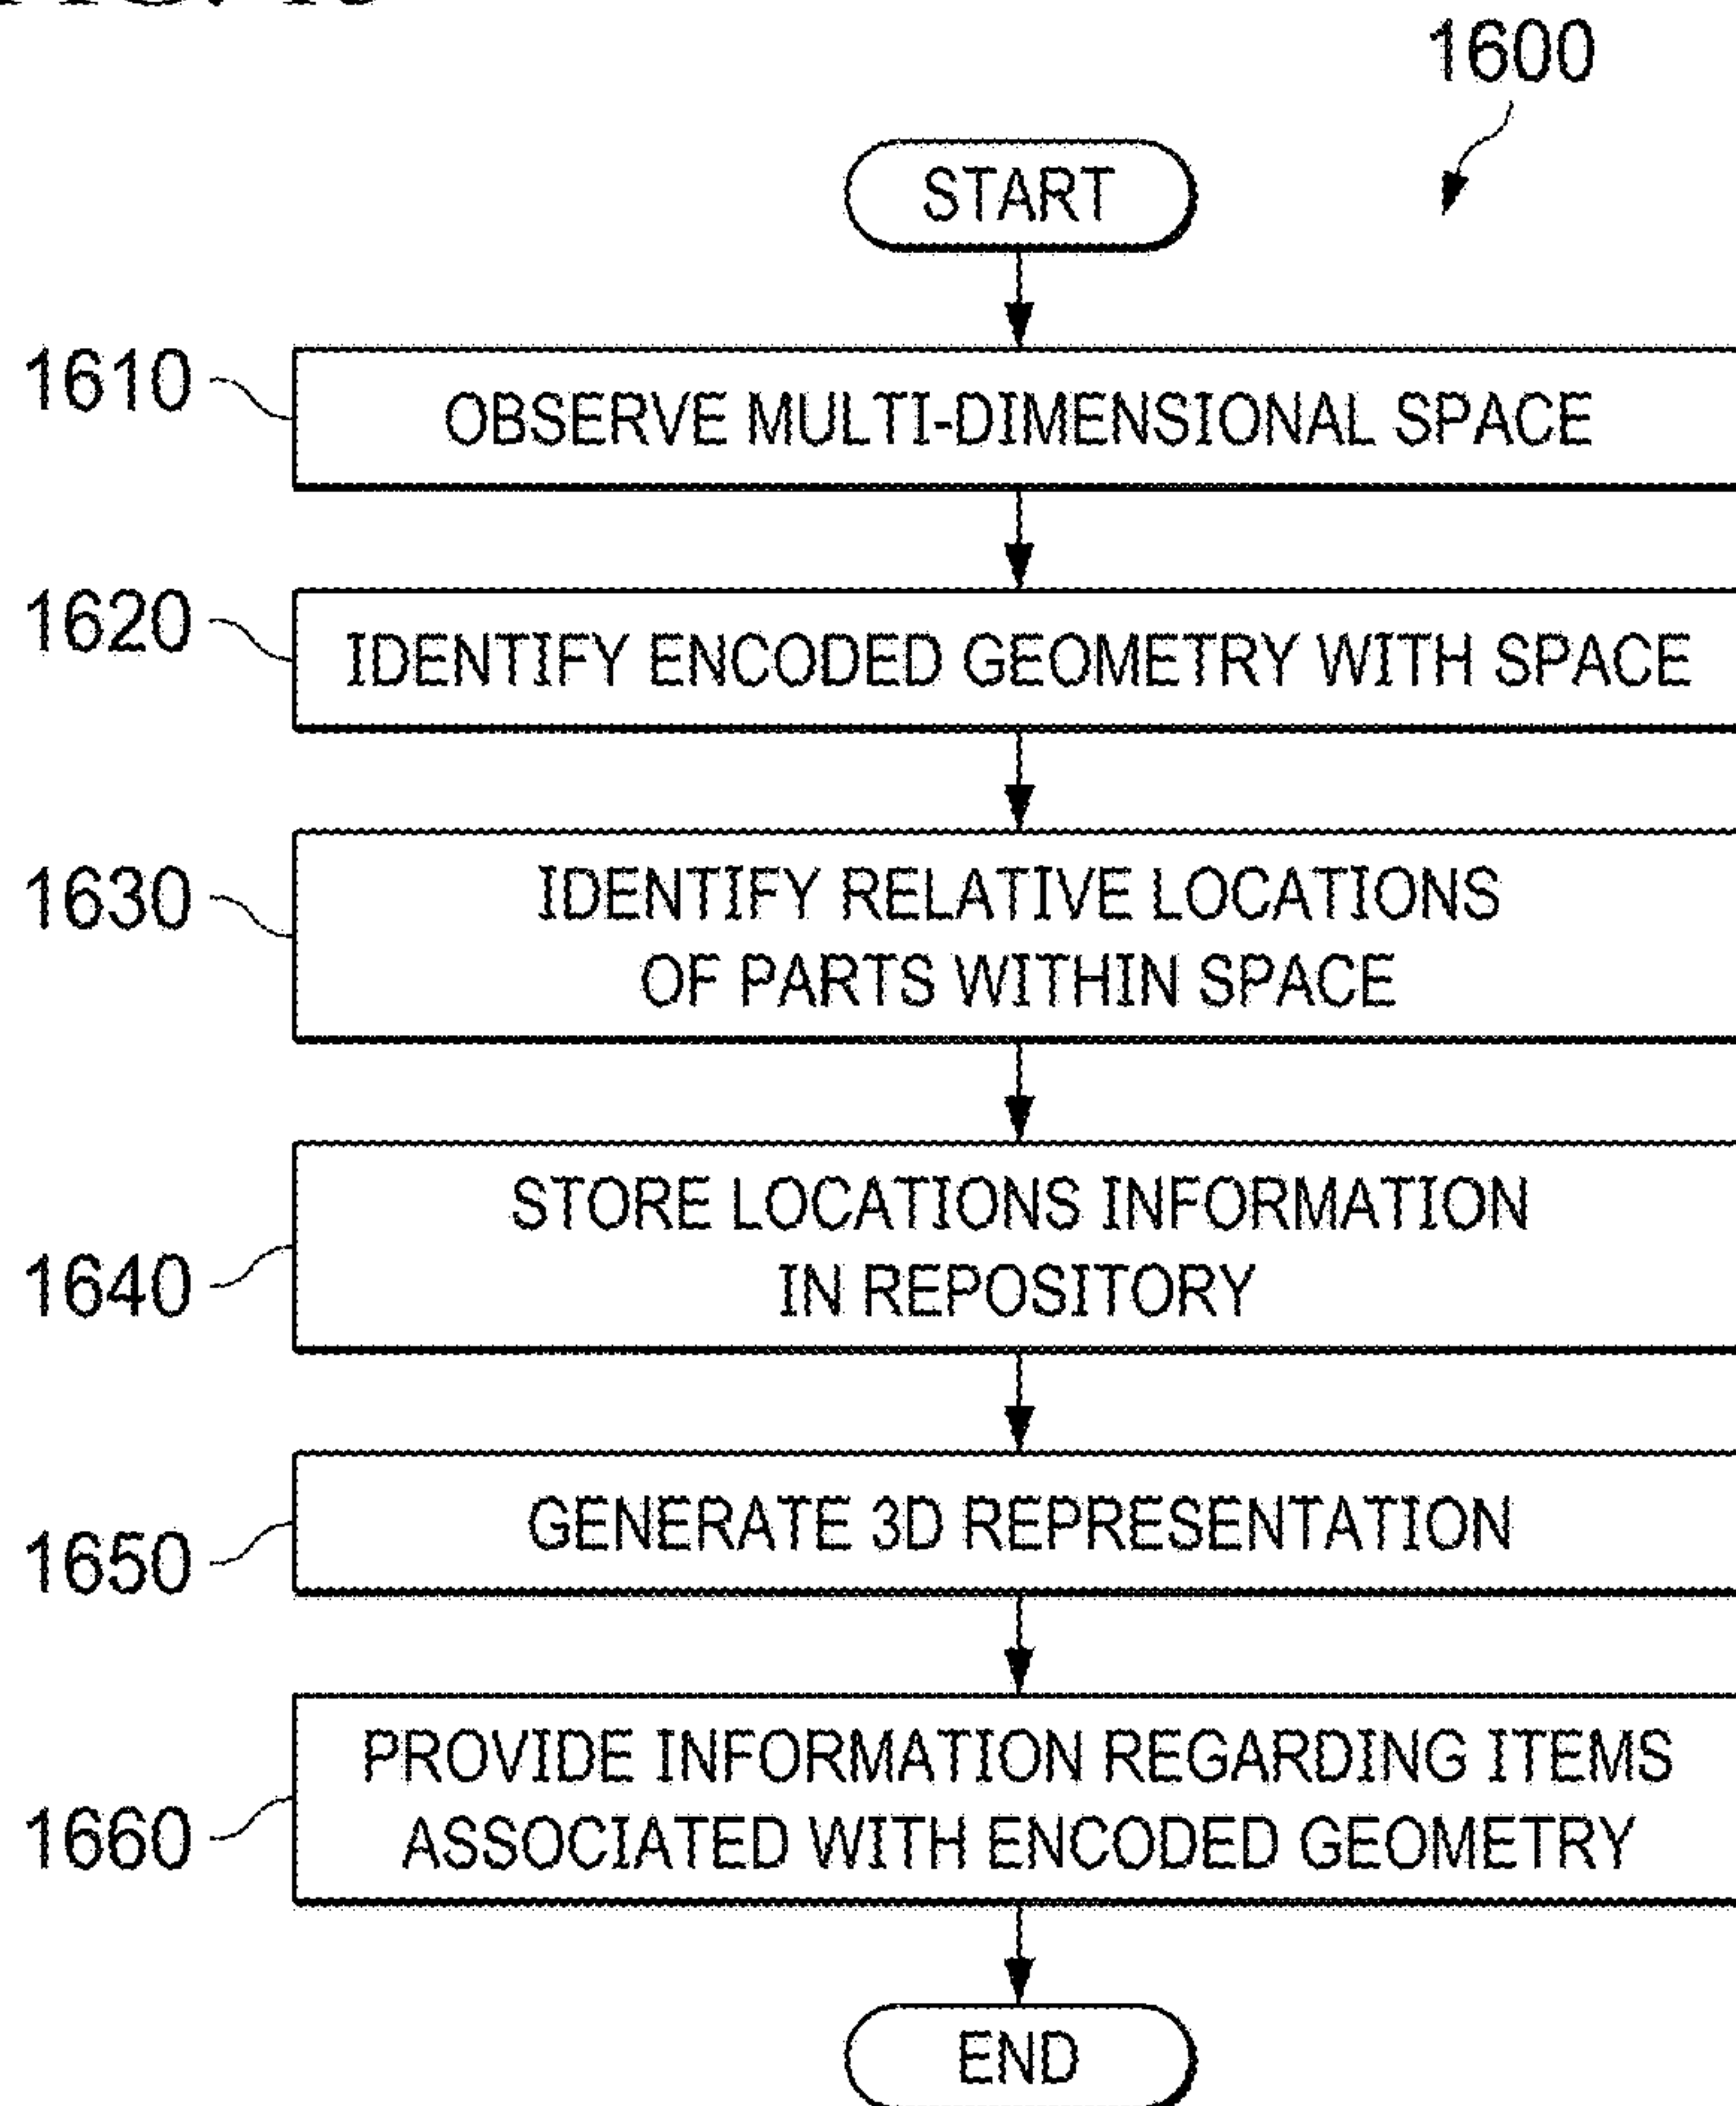 1600
START
1610
OBSERVE MULTI-DIMENSIONAL SPACE
1620
IDENTIFY ENCODED GEOMETRY WITH SPACE
1630
IDENTIFY RELATIVE LOCATIONS
OF PARTS WITHIN SPACE
1640
STORE LOCATIONS INFORMATION
IN REPOSITORY
1650
GENERATE 3D REPRESENTATION
1660
PROVIDE INFORMATION REGARDING ITEMS
ASSOCIATED WITH ENCODED GEOMETRY
END